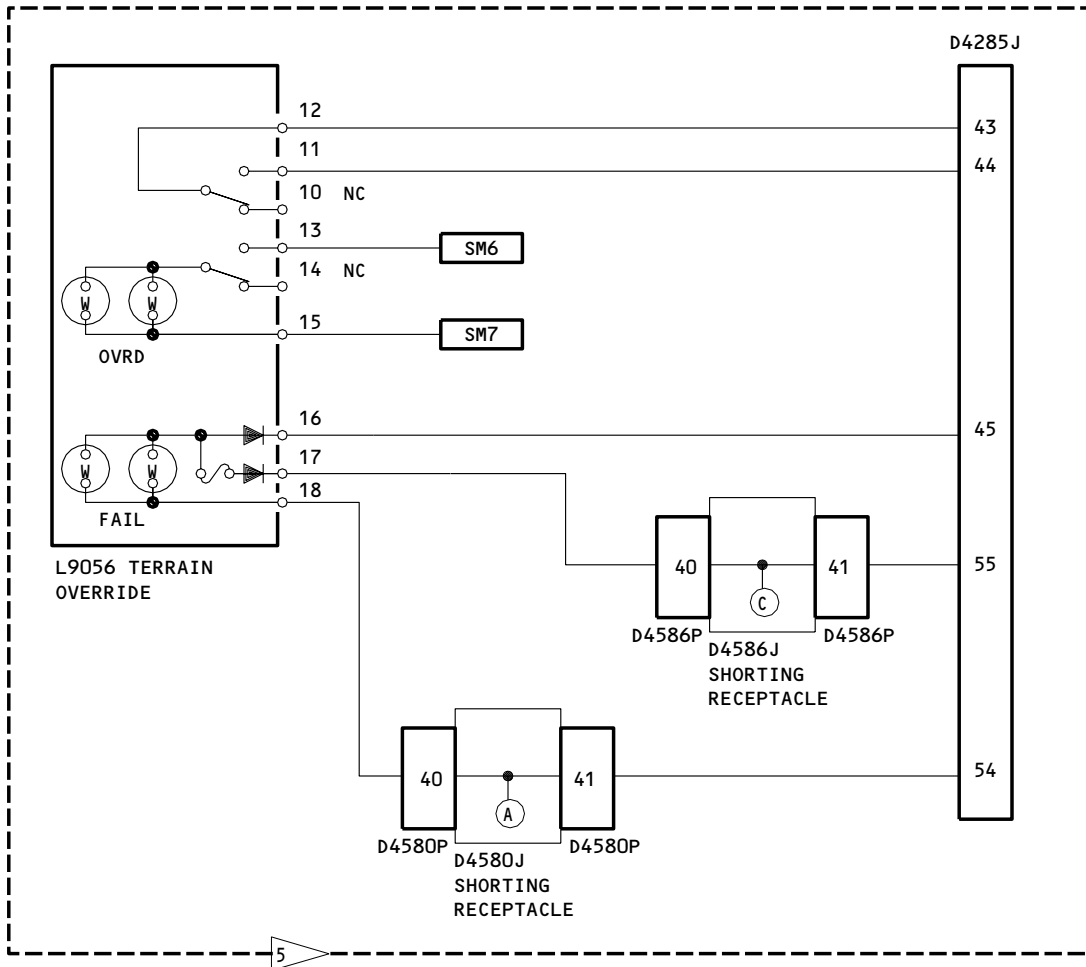 D4285J
12
43
11
44
10 NC
13
SM6
14 NC
W W
15
SM7
OVRD
16
45
17
W W
18
FAIL
L9056 TERRAIN
OVERRIDE
40
41
55
C
D4586P
D4586J
D4586P
SHORTING
RECEPTACLE
40
41
54
A
D4580P
D4580J
D4580P
SHORTING
RECEPTACLE
5